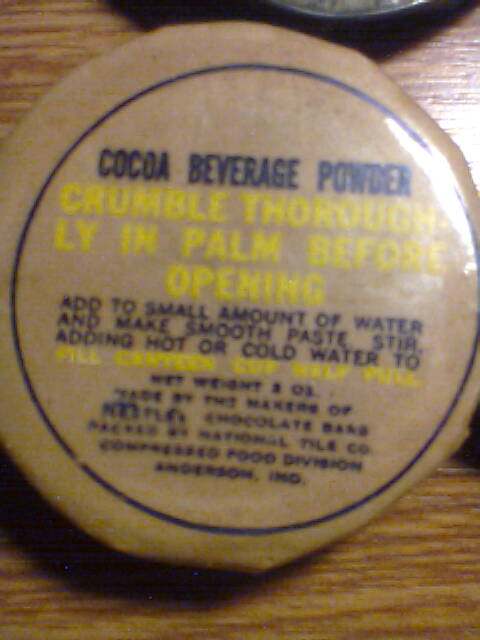 COCOA BEVERAGE POWDER
CRUMBLE THOROUGH-
LY IN PALM BEFORE
OPENING
ADD TO SMALL AMOUNT OF WATER
AND MAKE SMOOTH PASTE, STIR,
ADDING HOT OR COLD WATER TO
FILL CANTEEN CUP HALF FULL.
NET WEIGHT 2 OZ.
MADE BY THE MAKERS OF
NESTLE'S CHOCOLATE BARS
PACKED BY NATIONAL TILE CO.
COMPRESSED FOOD DIVISION
ANDERSON, IND.